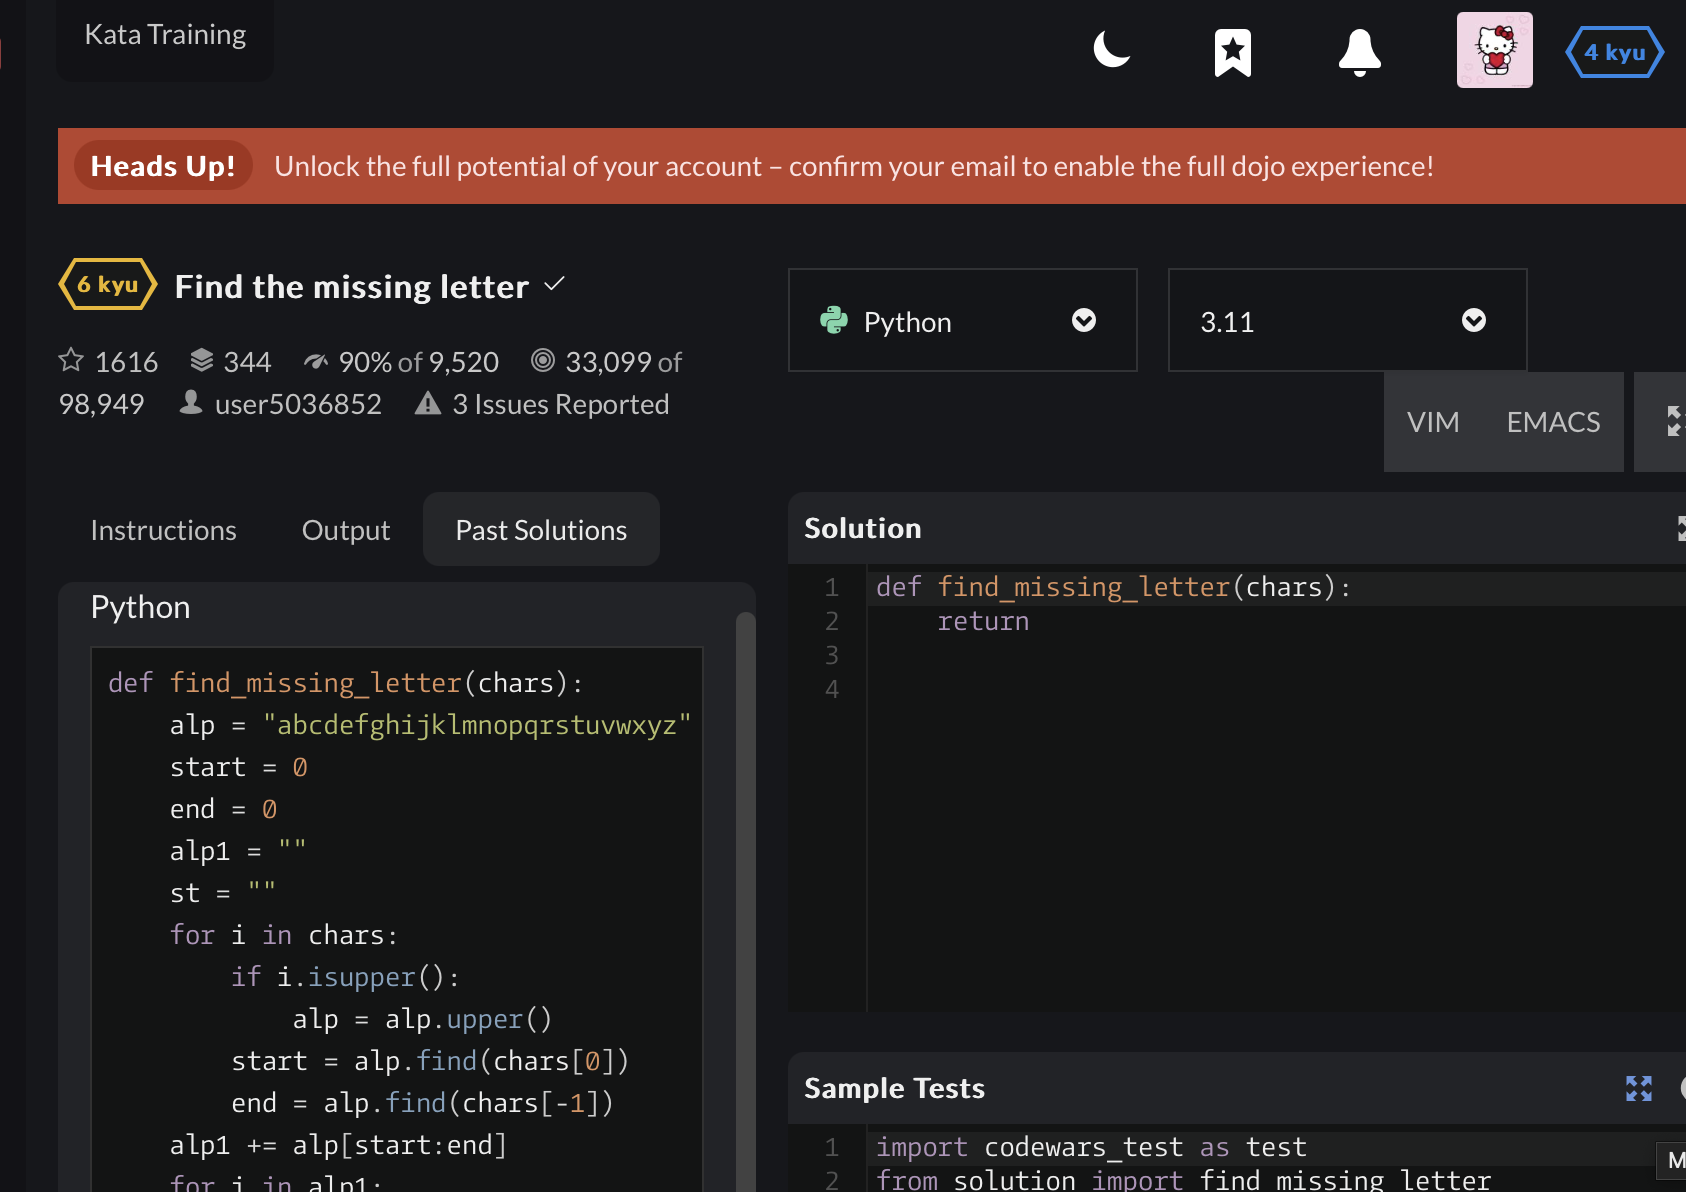 Kata Training
4 kyu
Heads Up! Unlock the full potential of your account – confirm your email to enable the full dojo experience!
6 kyu Find the missing letter
1616 344 90% of 9,520 33,099 of
98,949 user5036852 3 Issues Reported
Python
3.11
VIM EMACS
Instructions Output Past Solutions
Python
def find_missing_letter(chars):
    alp = "abcdefghijklmnopqrstuvwxyz"
    start = 0
    end = 0
    alp1 = ""
    st = ""
    for i in chars:
        if i.isupper():
            alp = alp.upper()
        start = alp.find(chars[0])
        end = alp.find(chars[-1])
    alp1 += alp[start:end]
    for i in alp1:
Solution
1 def find_missing_letter(chars):
2     return
3
4
Sample Tests
1 import codewars_test as test
2 from solution import find_missing_letter
M